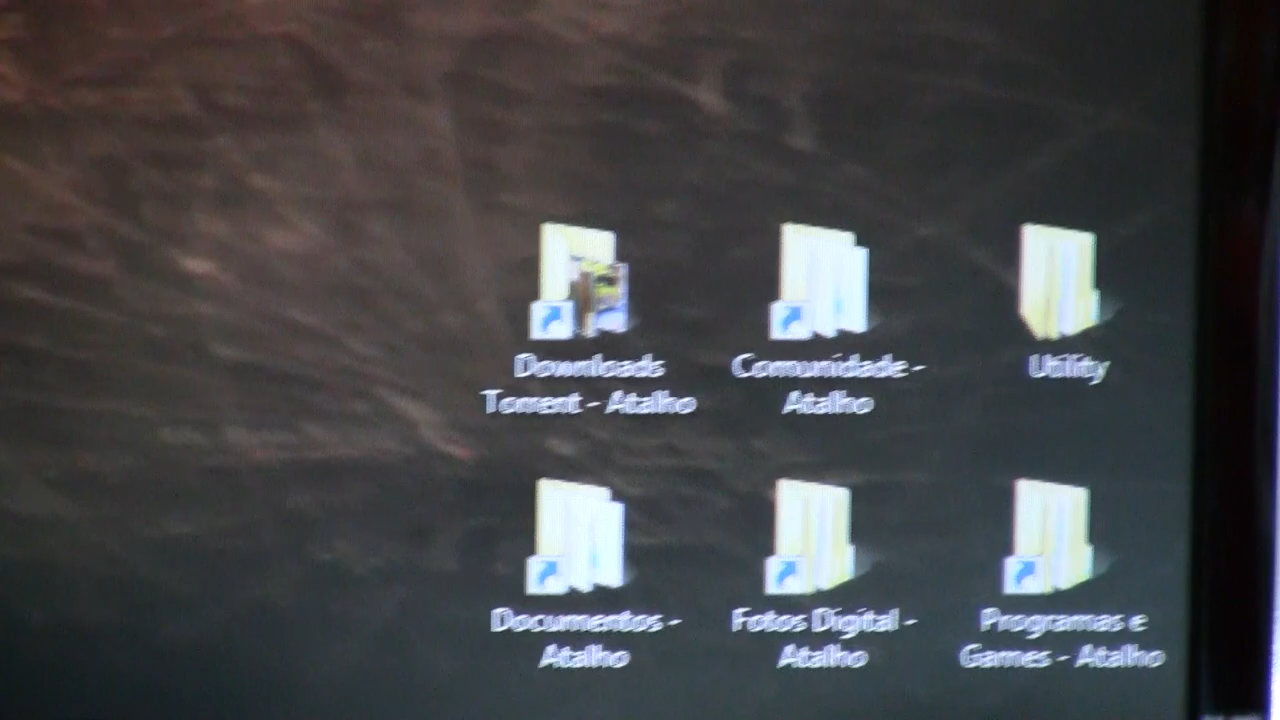 Downloads
Torrent - Atalho
Comunidade -
Atalho
Utility
Documentos -
Atalho
Fotos Digital -
Atalho
Programas e
Games - Atalho